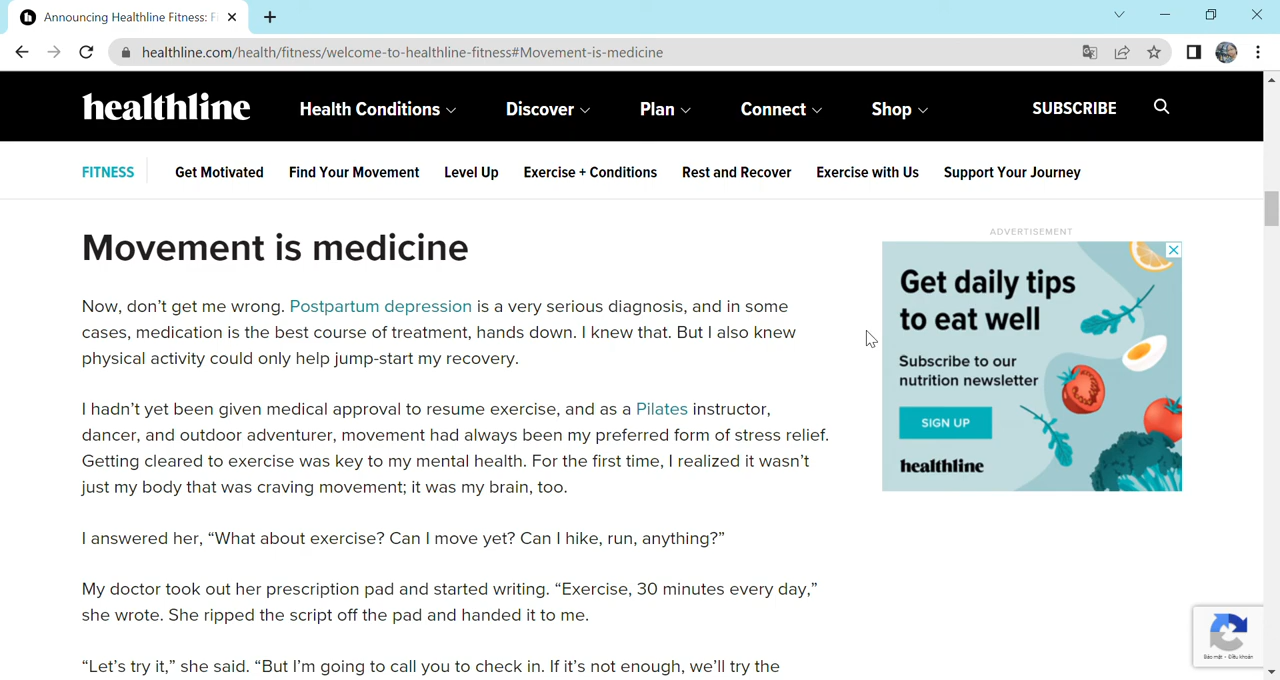 Announcing Healthline Fitness: F
healthline.com/health/fitness/welcome-to-healthline-fitness#Movement-is-medicine
healthline
Health Conditions
Discover
Plan
Connect
Shop
SUBSCRIBE
FITNESS
Get Motivated
Find Your Movement
Level Up
Exercise + Conditions
Rest and Recover
Exercise with Us
Support Your Journey
Movement is medicine
Now, don’t get me wrong. Postpartum depression is a very serious diagnosis, and in some
cases, medication is the best course of treatment, hands down. I knew that. But I also knew
physical activity could only help jump-start my recovery.
I hadn’t yet been given medical approval to resume exercise, and as a Pilates instructor,
dancer, and outdoor adventurer, movement had always been my preferred form of stress relief.
Getting cleared to exercise was key to my mental health. For the first time, I realized it wasn’t
just my body that was craving movement; it was my brain, too.
I answered her, “What about exercise? Can I move yet? Can I hike, run, anything?”
My doctor took out her prescription pad and started writing. “Exercise, 30 minutes every day,”
she wrote. She ripped the script off the pad and handed it to me.
“Let’s try it,” she said. “But I’m going to call you to check in. If it’s not enough, we’ll try the
ADVERTISEMENT
Get daily tips
to eat well
Subscribe to our
nutrition newsletter
SIGN UP
healthline
Bảo mật - Điều khoản